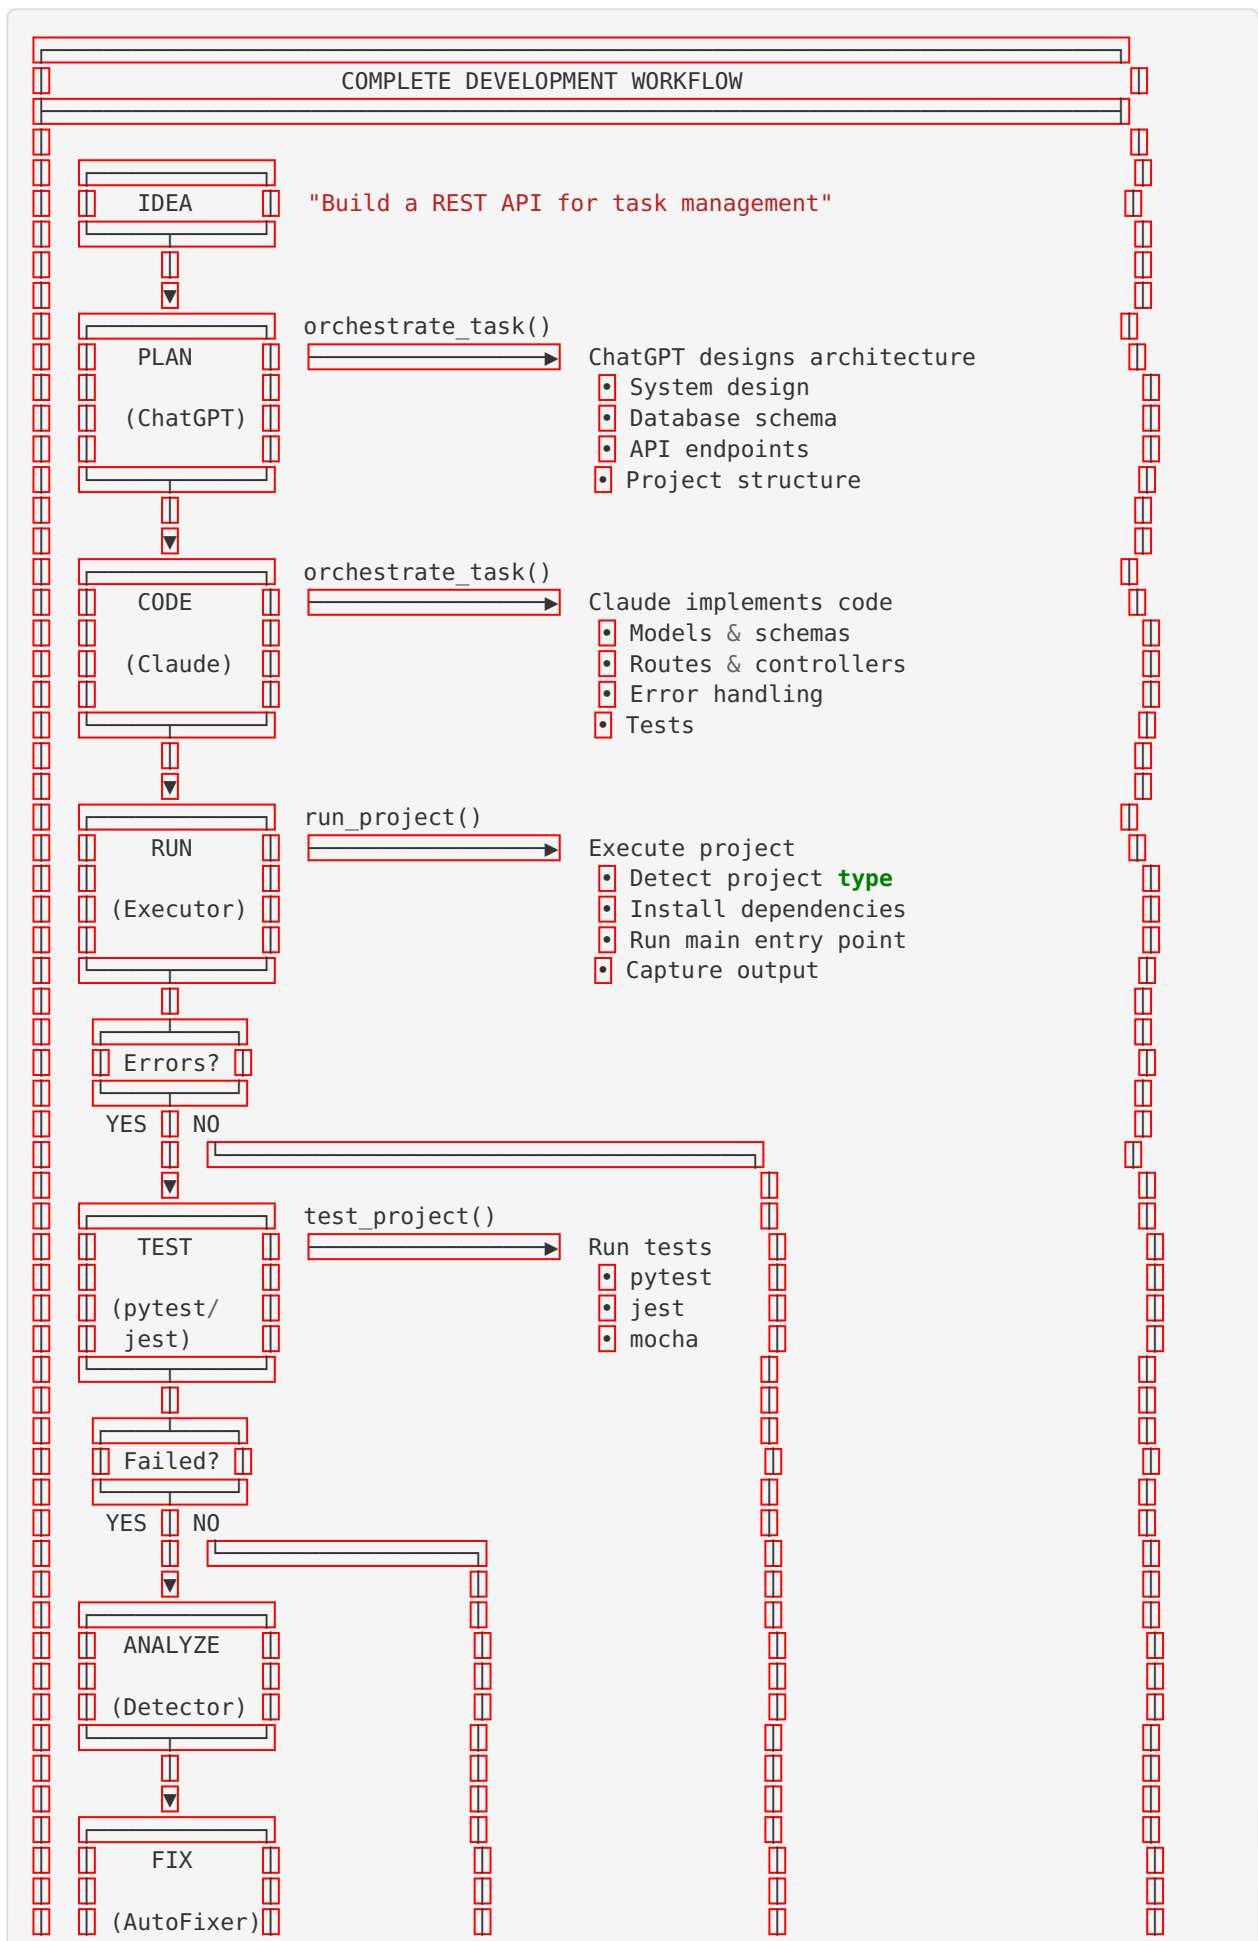 COMPLETE DEVELOPMENT WORKFLOW
IDEA "Build a REST API for task management"
▼
orchestrate_task()
PLAN ▶ ChatGPT designs architecture
• System design
(ChatGPT) • Database schema
• API endpoints
• Project structure
▼
orchestrate_task()
CODE ▶ Claude implements code
• Models & schemas
(Claude) • Routes & controllers
• Error handling
• Tests
▼
run_project()
RUN ▶ Execute project
• Detect project type
(Executor) • Install dependencies
• Run main entry point
• Capture output
Errors?
YES NO
▼
test_project()
TEST ▶ Run tests
• pytest
(pytest/ • jest
jest) • mocha
Failed?
YES NO
▼
ANALYZE
(Detector)
▼
FIX
(AutoFixer)